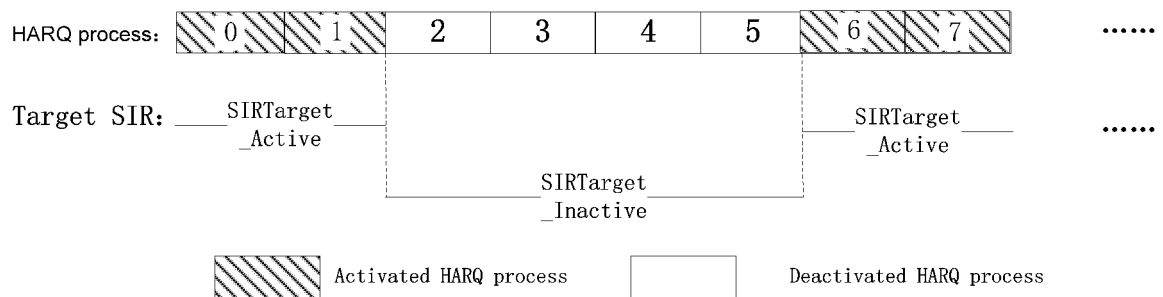 HARQ process: 0 1 2 3 4 5 6 7 ……
Target SIR: SIRTarget _Active SIRTarget _Active ……
SIRTarget _Inactive
Activated HARQ process Deactivated HARQ process